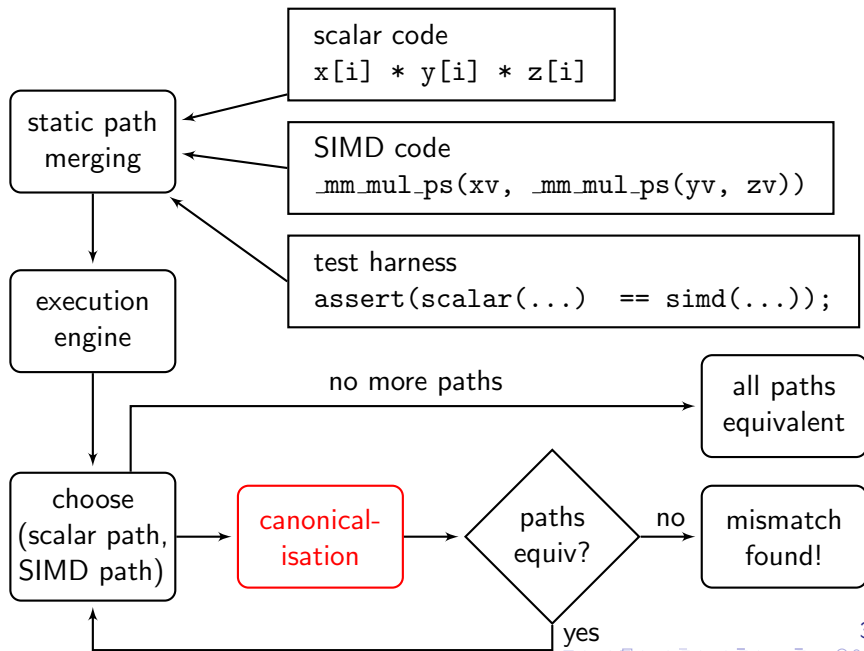 scalar code
x[i] * y[i] * z[i]
static path
merging
SIMD code
_mm_mul_ps(xv, _mm_mul_ps(yv, zv))
test harness
assert(scalar(...) == simd(...));
execution
engine
no more paths
all paths
equivalent
choose
(scalar path,
SIMD path)
canonical-
isation
paths
equiv?
no
mismatch
found!
yes